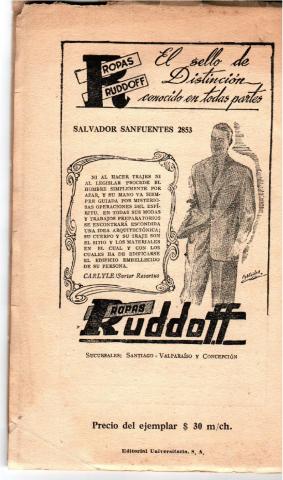 ROPAS
RUDDOFF
El sello de
Distinción
conocido en todas partes
SALVADOR SANFUENTES 2853
NI AL HACER TRAJES NI
AL LEGISLAR PROCEDE EL
HOMBRE SIMPLEMENTE POR
AZAR, Y SU MANO VA SIEM-
PRE GUIADA POR MISTERIO-
SAS OPERACIONES DEL ESPÍ-
RITU. EN TODAS SUS MODAS
Y TRABAJOS PREPARATORIOS
SE ENCONTRARÁ ESCONDIDA
UNA IDEA ARQUITECTÓNICA;
SU CUERPO Y SU TRAJE SON
EL SITIO Y LOS MATERIALES
EN EL CUAL Y CON LOS
CUALES HA DE EDIFICARSE
EL EDIFICIO EMBELLECIDO
DE SU PERSONA.
CARLYLE (Sartor Resartus
ROPAS
Ruddoff
SUCURSALES: SANTIAGO - VALPARAÍSO Y CONCEPCIÓN
Precio del ejemplar $ 30 m/ch.
Editorial Universitaria, S. A.